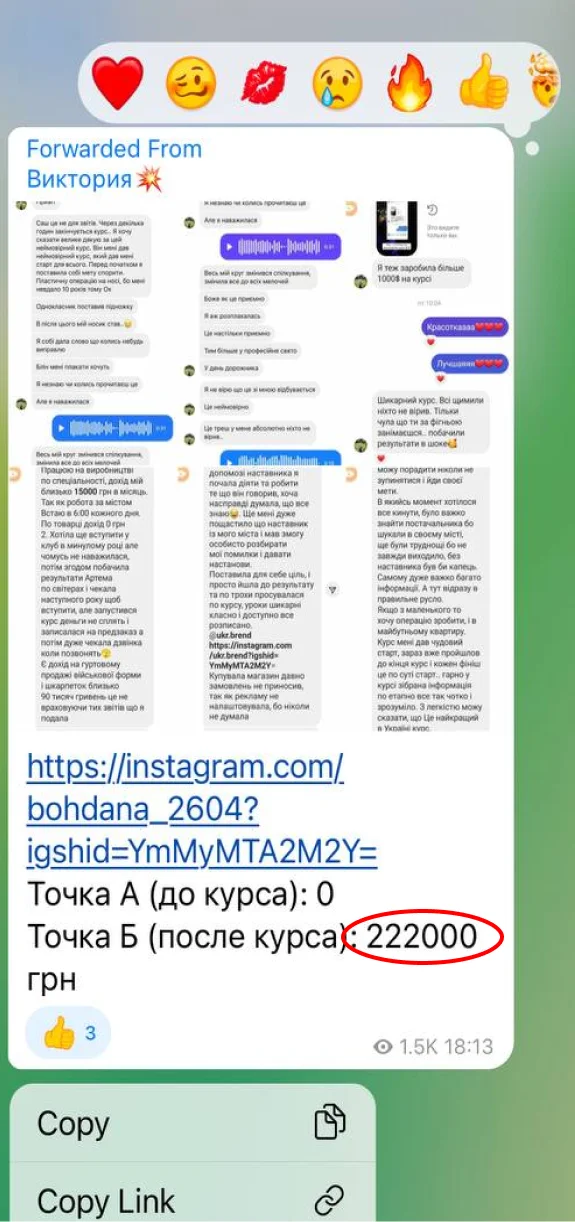 Forwarded From
Виктория
Саш це не для звітів. Через декілька
годин закінчується курс.. Я хочу
сказати велике дякую за цей
неймовірний курс. Він мені дав
неймовірний курс, який дав мені
старт для всього. Перед початком я
поставила собі мету спорити.
Пластичну операцію на носі, бо мені
невдало 10 років тому Ок
Однокласник поставив підножку
Я після цього мій носик став..
Я собі дала слово що колись небудь
виправлю
Блін мені плакати хочуть
Я незнаю чи колись прочитаєш це
Але я наважилася
Весь мій круг змінився спілкування,
змінила все до всіх мелочей
Я незнаю чи колись прочитаєш це
Але я наважилася
Весь мій круг змінився спілкування,
змінила все до всіх мелочей
Боже як це приємно
Я аж розплакалась
Це настільки приємно
Тим більше у професійне свято
У день дорожника
Я не вірю що це зі мною відбувається
Це неймовірно
Це треш у мене абсолютно ніхто не
вірив..
Это видите
только вы.
Я теж заробила більше
1000$ на курсі
Красоткаааа
Лучшаяяя
Шикарний курс. Всі щимили
ніхто не вірив. Тільки
чула що ти за фігньою
занімаєшся.. побачили
результати в шоке
Працюю на виробництві
по спеціальності, дохід мій
близько 15000 грн в місяць.
Так як робота за містом
Встаю в 6:00 кожного дня.
По товарці дохід 0 грн
2. Хотіла ще вступити у
клуб в минулому році але
чомусь не наважилася,
потім згодом побачила
результати Артема
по світерах і чекала
наступного року щоб
вступити, але запустився
курс деньги не сплять і
записалася на предзаказ а
потім дуже чекала дзвінка
коли позвонять
Є дохід на гуртовому
продажі військової форми
і шкарпеток близько
90 тисяч гривень це не
враховуючи тих звітів що я
подала
допомозі наставника я
почала діяти та робити
те що він говорив, хоча
насправді думала, що все
знаю. Ще мені дуже
пощастило що наставник
із мого міста і мав змогу
особисто розбирати
мої помилки і давати
настанови.
Поставила для себе ціль, і
просто йшла до результату
та по трохи просувалася
по курсу, уроки шикарні
класно і доступно все
розписано.
@ukr.brend
https://instagram.com
/ukr.brend?igshid=
YmMyMTA2M2Y=
Купувала магазин давно
замовлень не приносив,
так як рекламу не
налаштовувала, бо ніколи
не думала
можу порадити ніколи не
зупинятися і йди своєї
мети.
В якийсь момент хотілося
все кинути, було важко
знайти постачальника бо
шукали в своєму місті,
ще були труднощі бо не
завжди виходило, без
наставника був би капець.
Самому дуже важко багато
інформації. А тут відразу в
правильне русло.
Якщо з маленького то
хочу операцію зробити, і в
майбутньому квартиру.
Курс мені дав чудовий
старт, зараз вже пройшлов
до кінця курс і кожен фініш
це по суті старт.. гарно у
курсі зібрана інформація
по етапно все так чотко і
зрозуміло. З легкістю можу
сказати, що Це найкращий
в Україні курс.
https://instagram.com/
bohdana_2604?
igshid=YmMyMTA2M2Y=
Точка А (до курса): 0
Точка Б (после курса): 222000
грн
3
1.5K 18:13
Copy
Copy Link